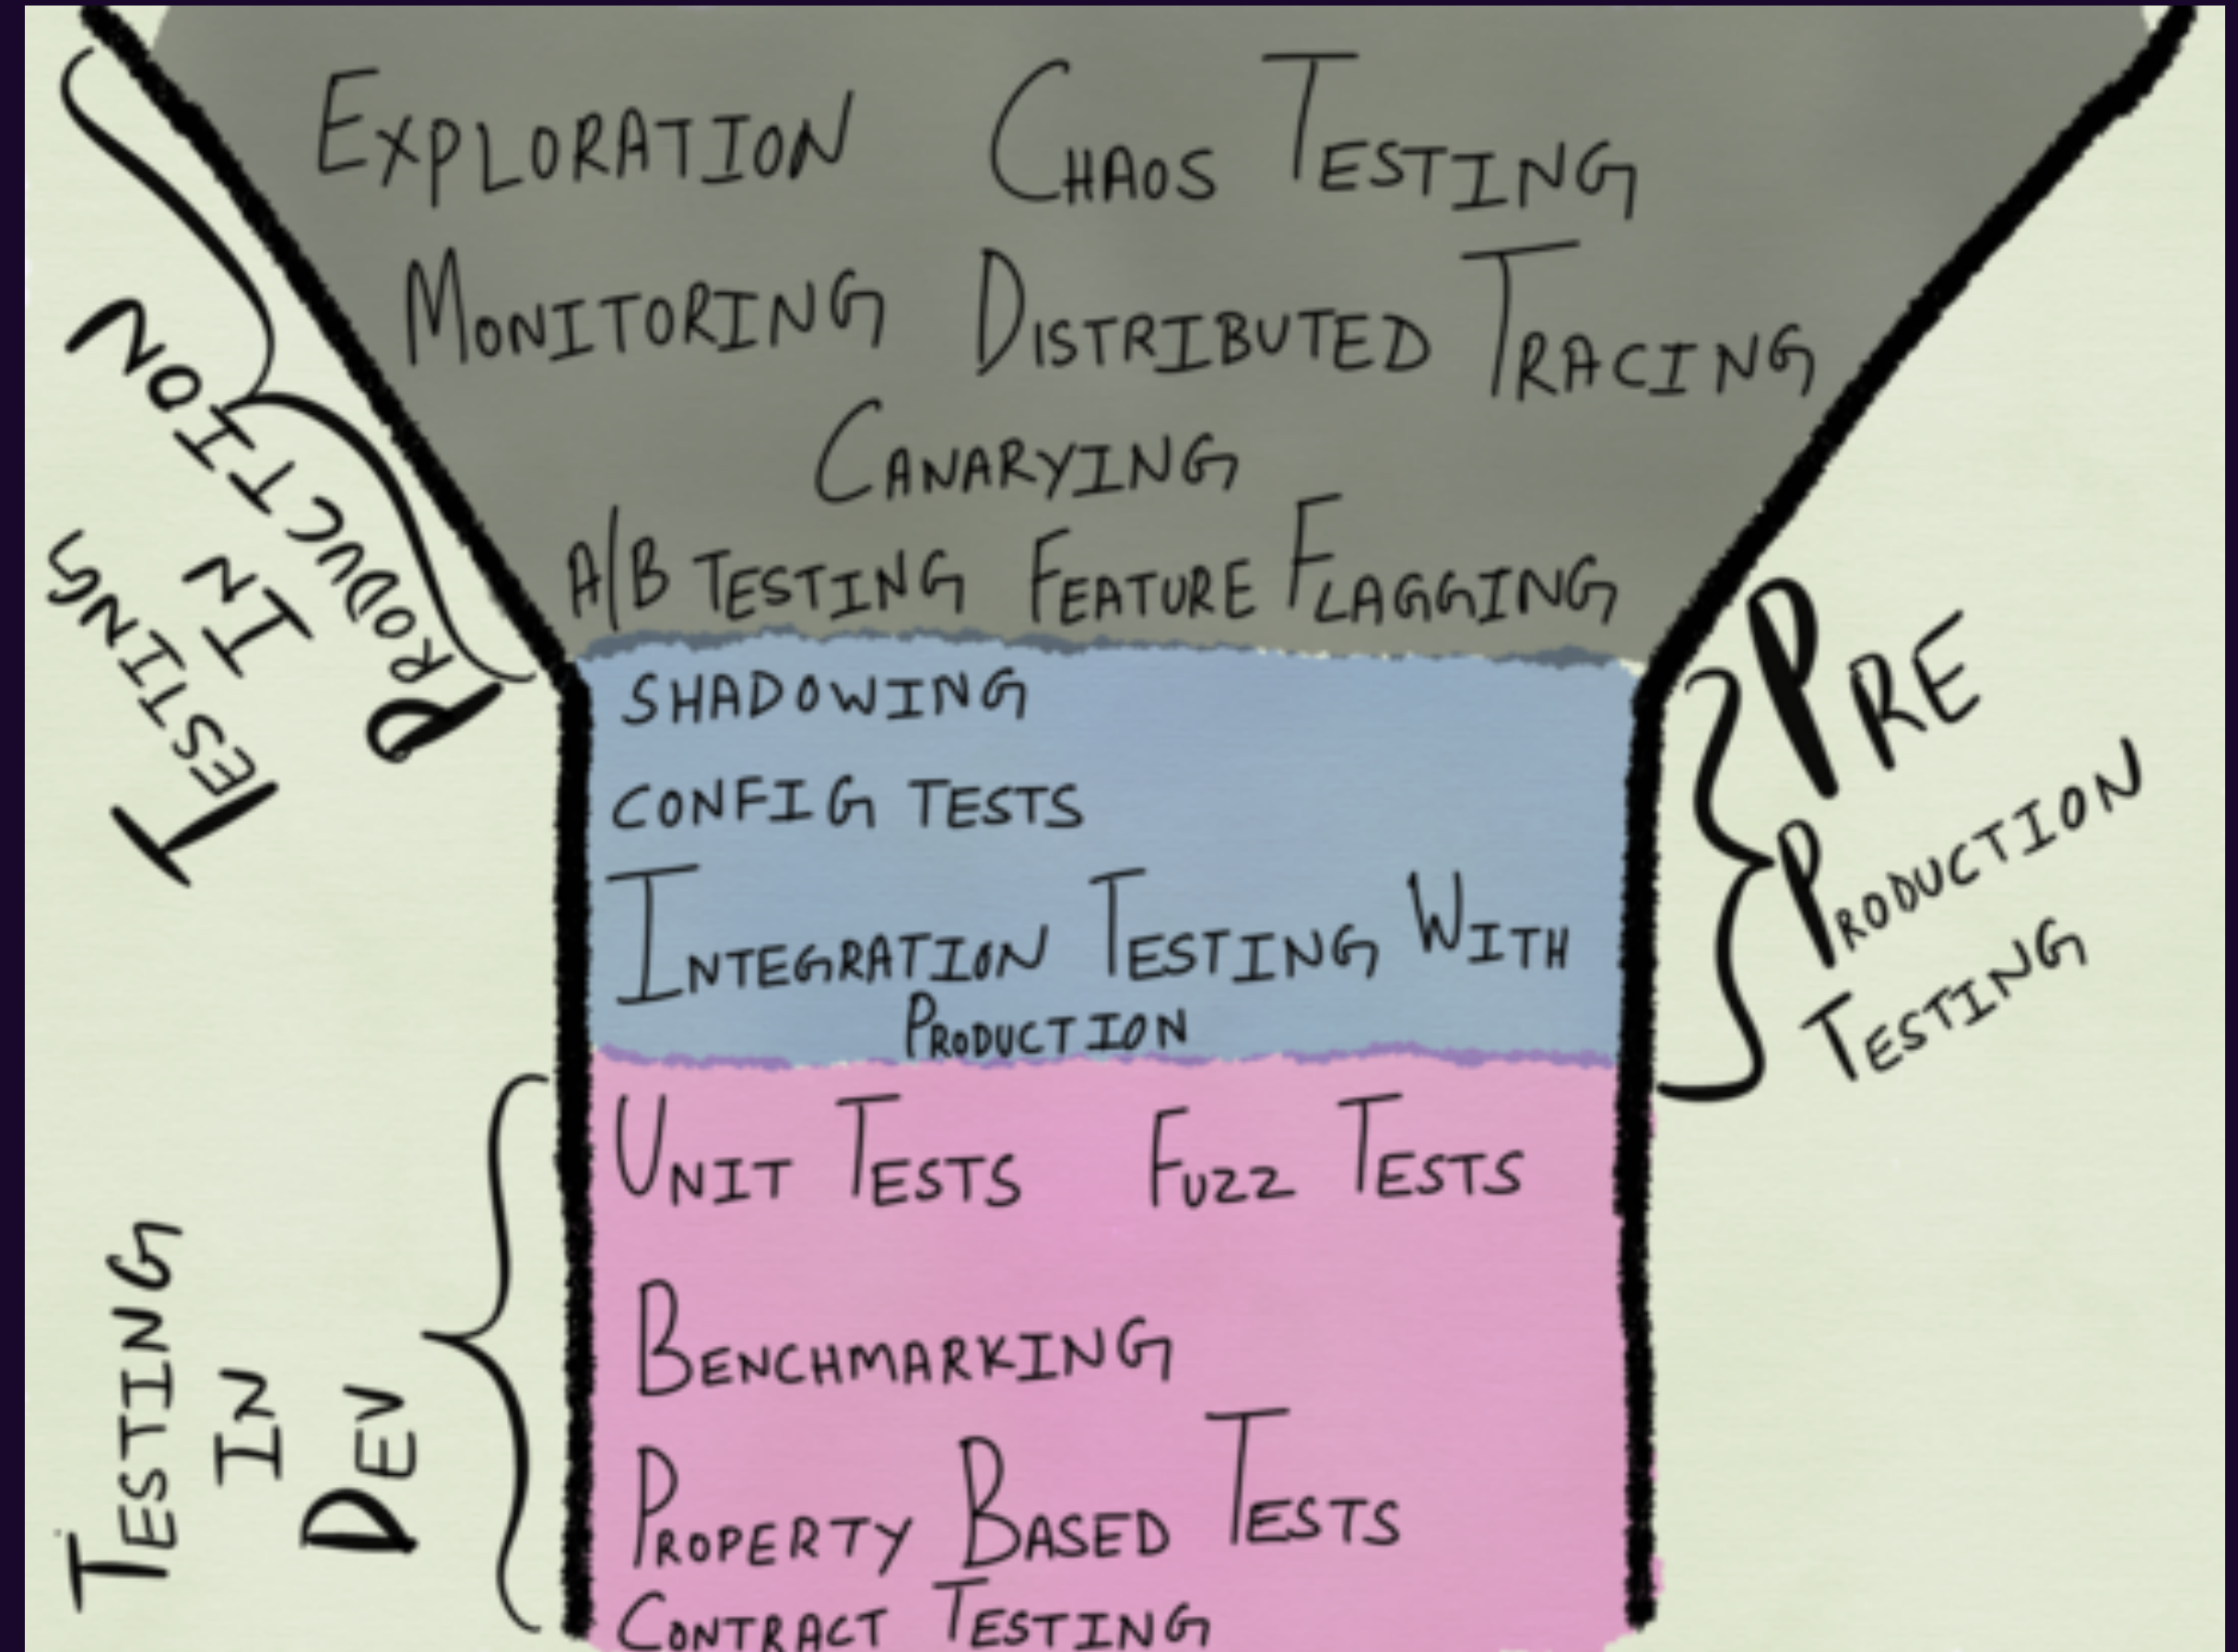 EXPLORATION CHAOS TESTING
MONITORING DISTRIBUTED TRACING
CANARYING
A/B TESTING FEATURE FLAGGING
TESTING
IN
PRODUCTION
SHADOWING
CONFIG TESTS
INTEGRATION TESTING WITH
PRODUCTION
PRE
PRODUCTION
TESTING
UNIT TESTS FUZZ TESTS
BENCHMARKING
PROPERTY BASED TESTS
CONTRACT TESTING
TESTING
IN
DEV